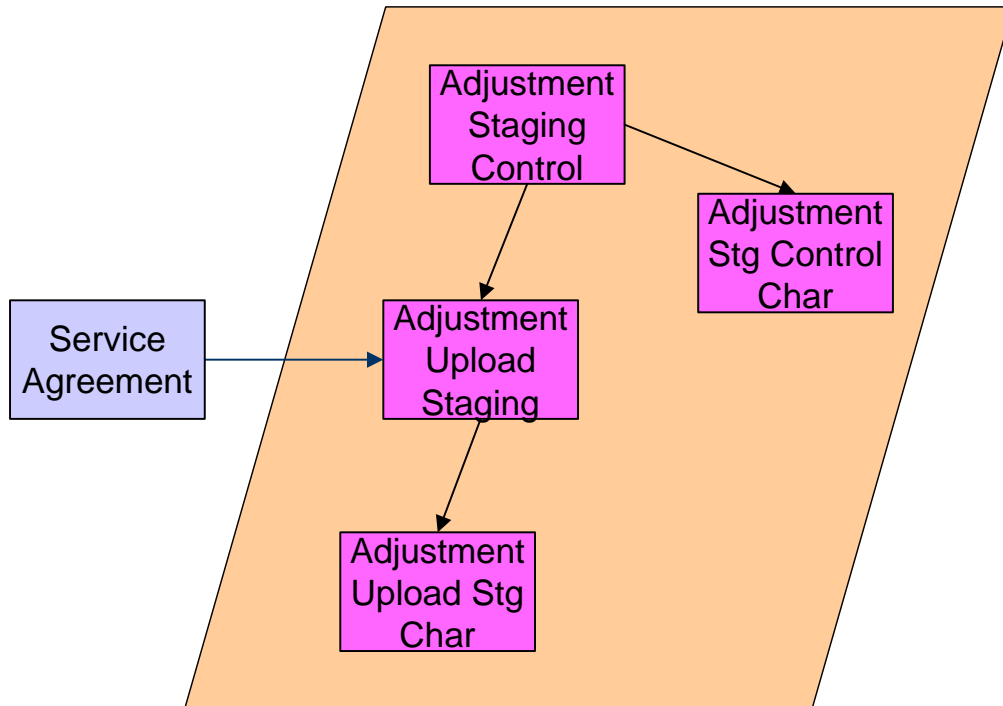 Adjustment
Staging
Control
Adjustment
Stg Control
Char
Service
Agreement
Adjustment
Upload
Staging
Adjustment
Upload Stg
Char